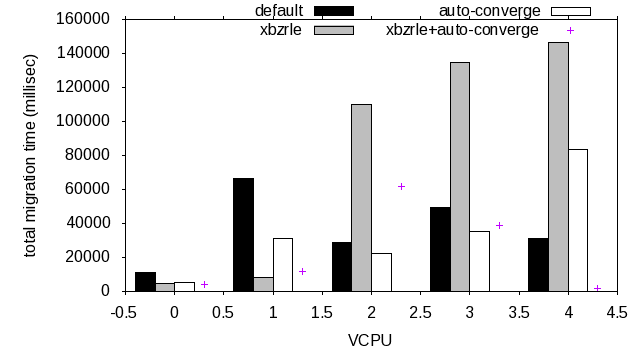 default auto-converge
xbzrle xbzrle+auto-converge
160000
140000
120000
100000
80000
60000
40000
20000
0
total migration time (millisec)
-0.5 0 0.5 1 1.5 2 2.5 3 3.5 4 4.5
VCPU